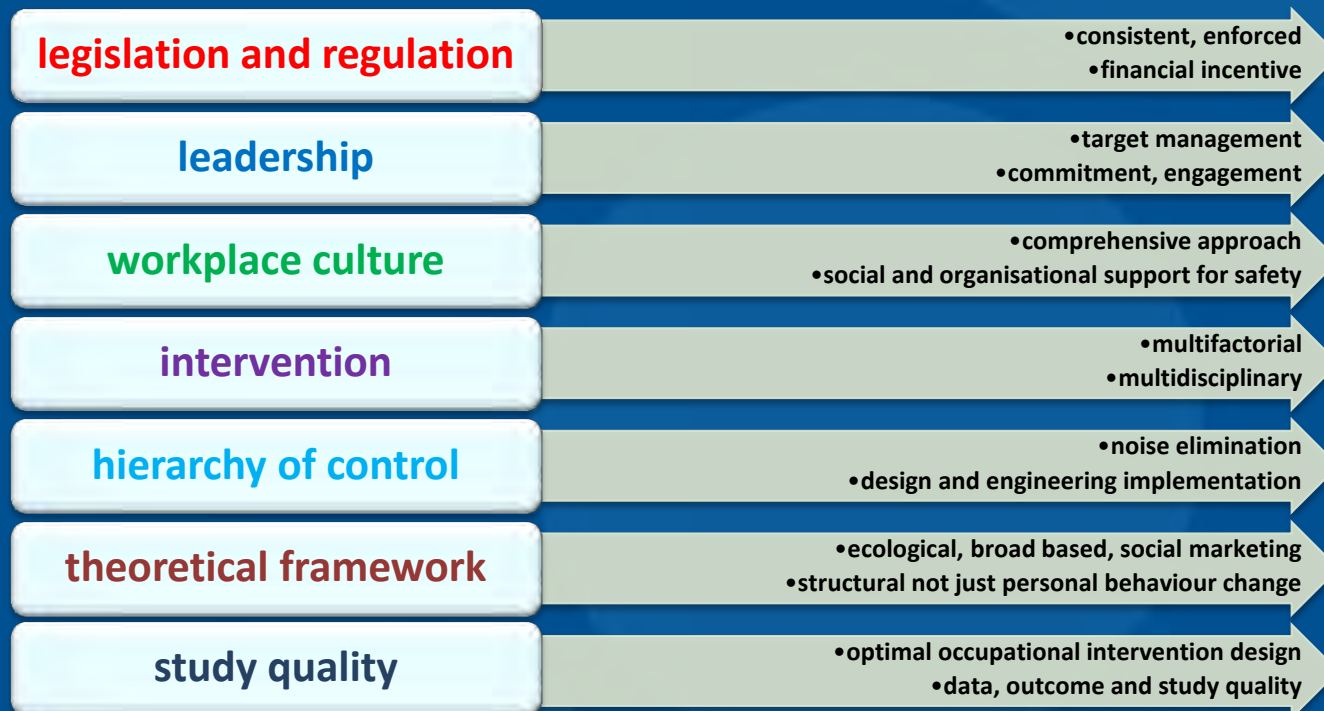 legislation and regulation
•consistent, enforced
•financial incentive
leadership
•target management
•commitment, engagement
workplace culture
•comprehensive approach
•social and organisational support for safety
intervention
•multifactorial
•multidisciplinary
hierarchy of control
•noise elimination
•design and engineering implementation
theoretical framework
•ecological, broad based, social marketing
•structural not just personal behaviour change
study quality
•optimal occupational intervention design
•data, outcome and study quality